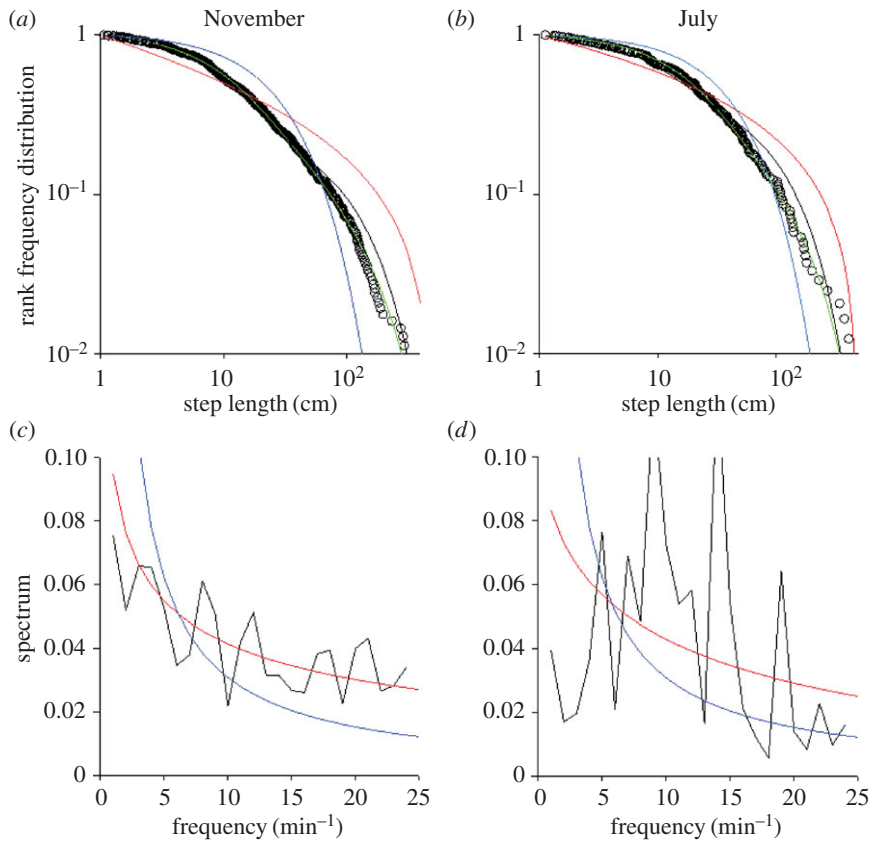 (a) November
(b) July
rank frequency distribution
1
10⁻¹
10⁻²
1 10 10²
step length (cm)
1
10⁻¹
10⁻²
1 10 10²
step length (cm)
(c)
(d)
spectrum
0.10
0.08
0.06
0.04
0.02
0
0 5 10 15 20 25
frequency (min⁻¹)
0.10
0.08
0.06
0.04
0.02
0
0 5 10 15 20 25
frequency (min⁻¹)